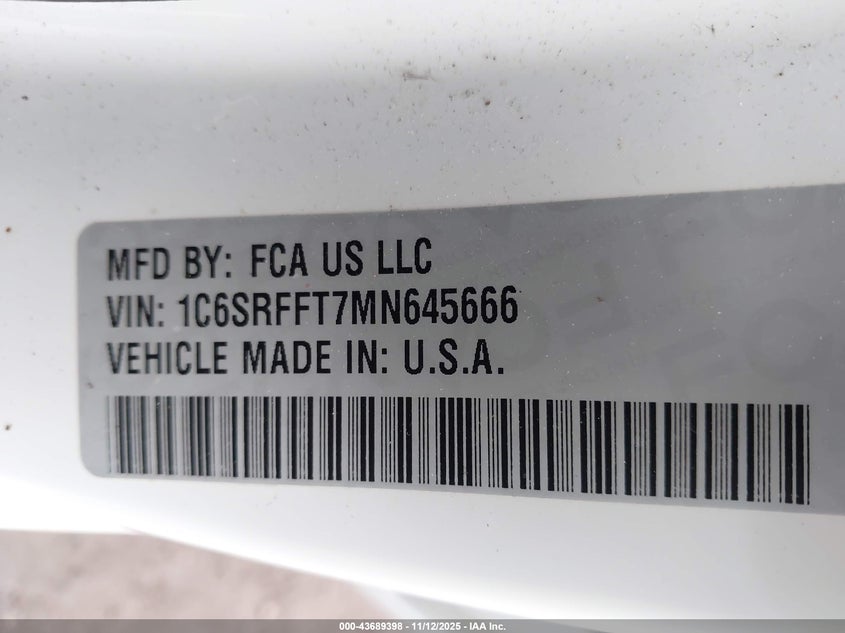 MFD BY: FCA US LLC
VIN: 1C6SRFFT7MN645666
VEHICLE MADE IN: U.S.A.
000-43689398 - 11/12/2025 - IAA Inc.